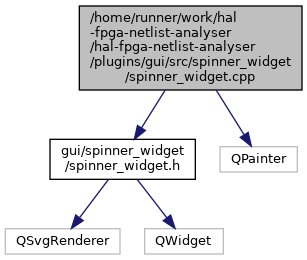 /home/runner/work/hal
-fpga-netlist-analyser
/hal-fpga-netlist-analyser
/plugins/gui/src/spinner_widget
/spinner_widget.cpp
gui/spinner_widget
/spinner_widget.h
QPainter
QSvgRenderer
QWidget